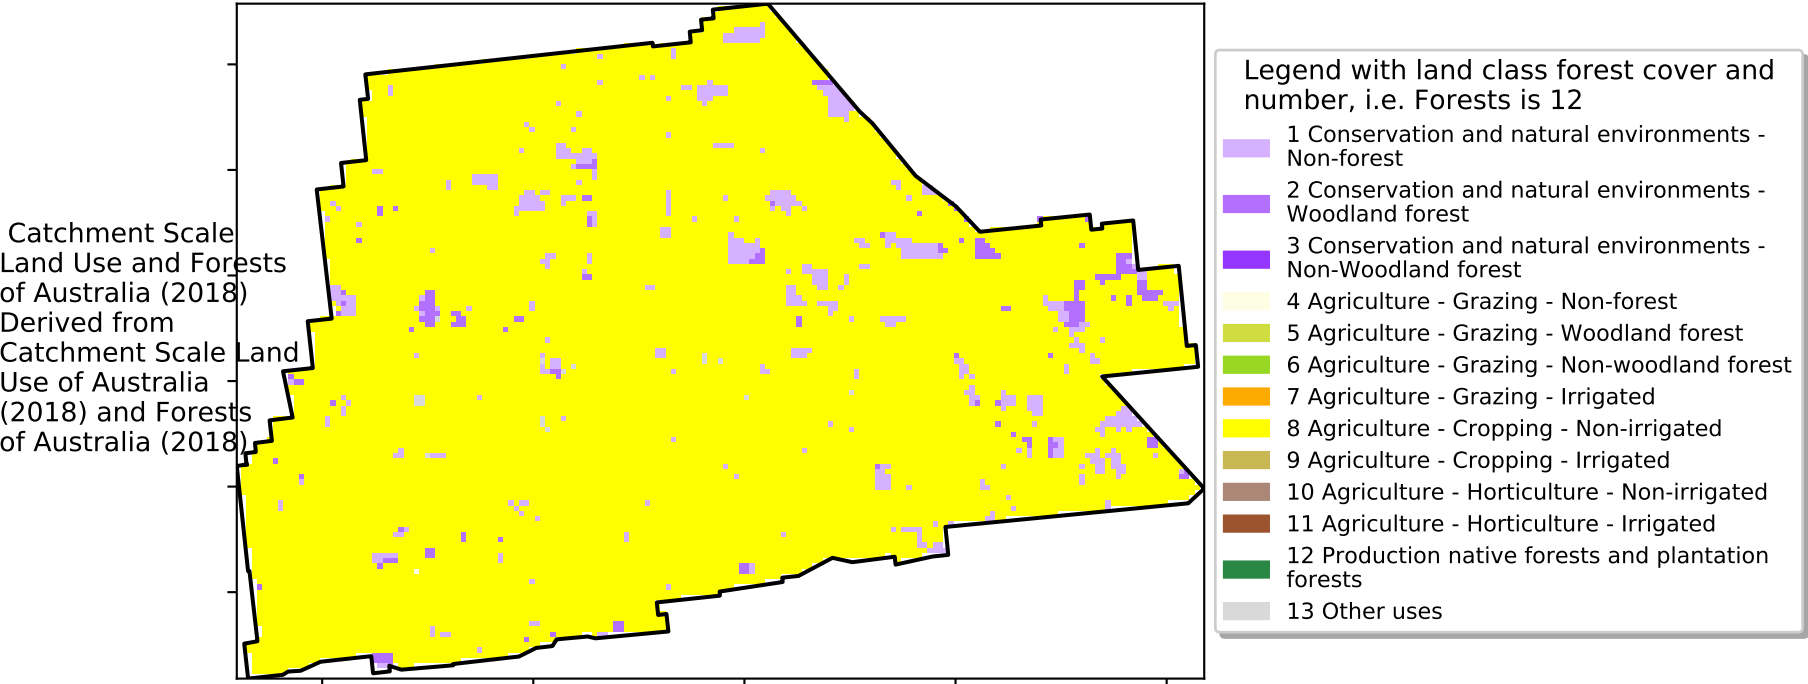 Catchment Scale
Land Use and Forests
of Australia (2018)
Derived from
Catchment Scale Land
Use of Australia
(2018) and Forests
of Australia (2018)
Legend with land class forest cover and
number, i.e. Forests is 12
1 Conservation and natural environments -
Non-forest
2 Conservation and natural environments -
Woodland forest
3 Conservation and natural environments -
Non-Woodland forest
4 Agriculture - Grazing - Non-forest
5 Agriculture - Grazing - Woodland forest
6 Agriculture - Grazing - Non-woodland forest
7 Agriculture - Grazing - Irrigated
8 Agriculture - Cropping - Non-irrigated
9 Agriculture - Cropping - Irrigated
10 Agriculture - Horticulture - Non-irrigated
11 Agriculture - Horticulture - Irrigated
12 Production native forests and plantation
forests
13 Other uses